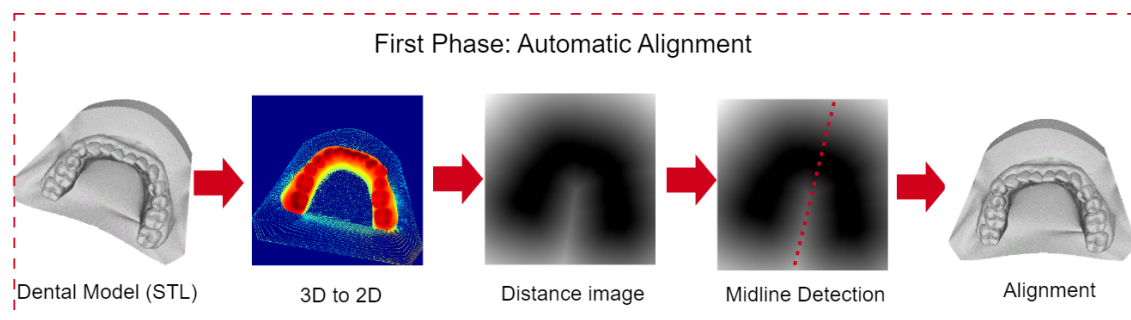 First Phase: Automatic Alignment
Dental Model (STL)
3D to 2D
Distance image
Midline Detection
Alignment